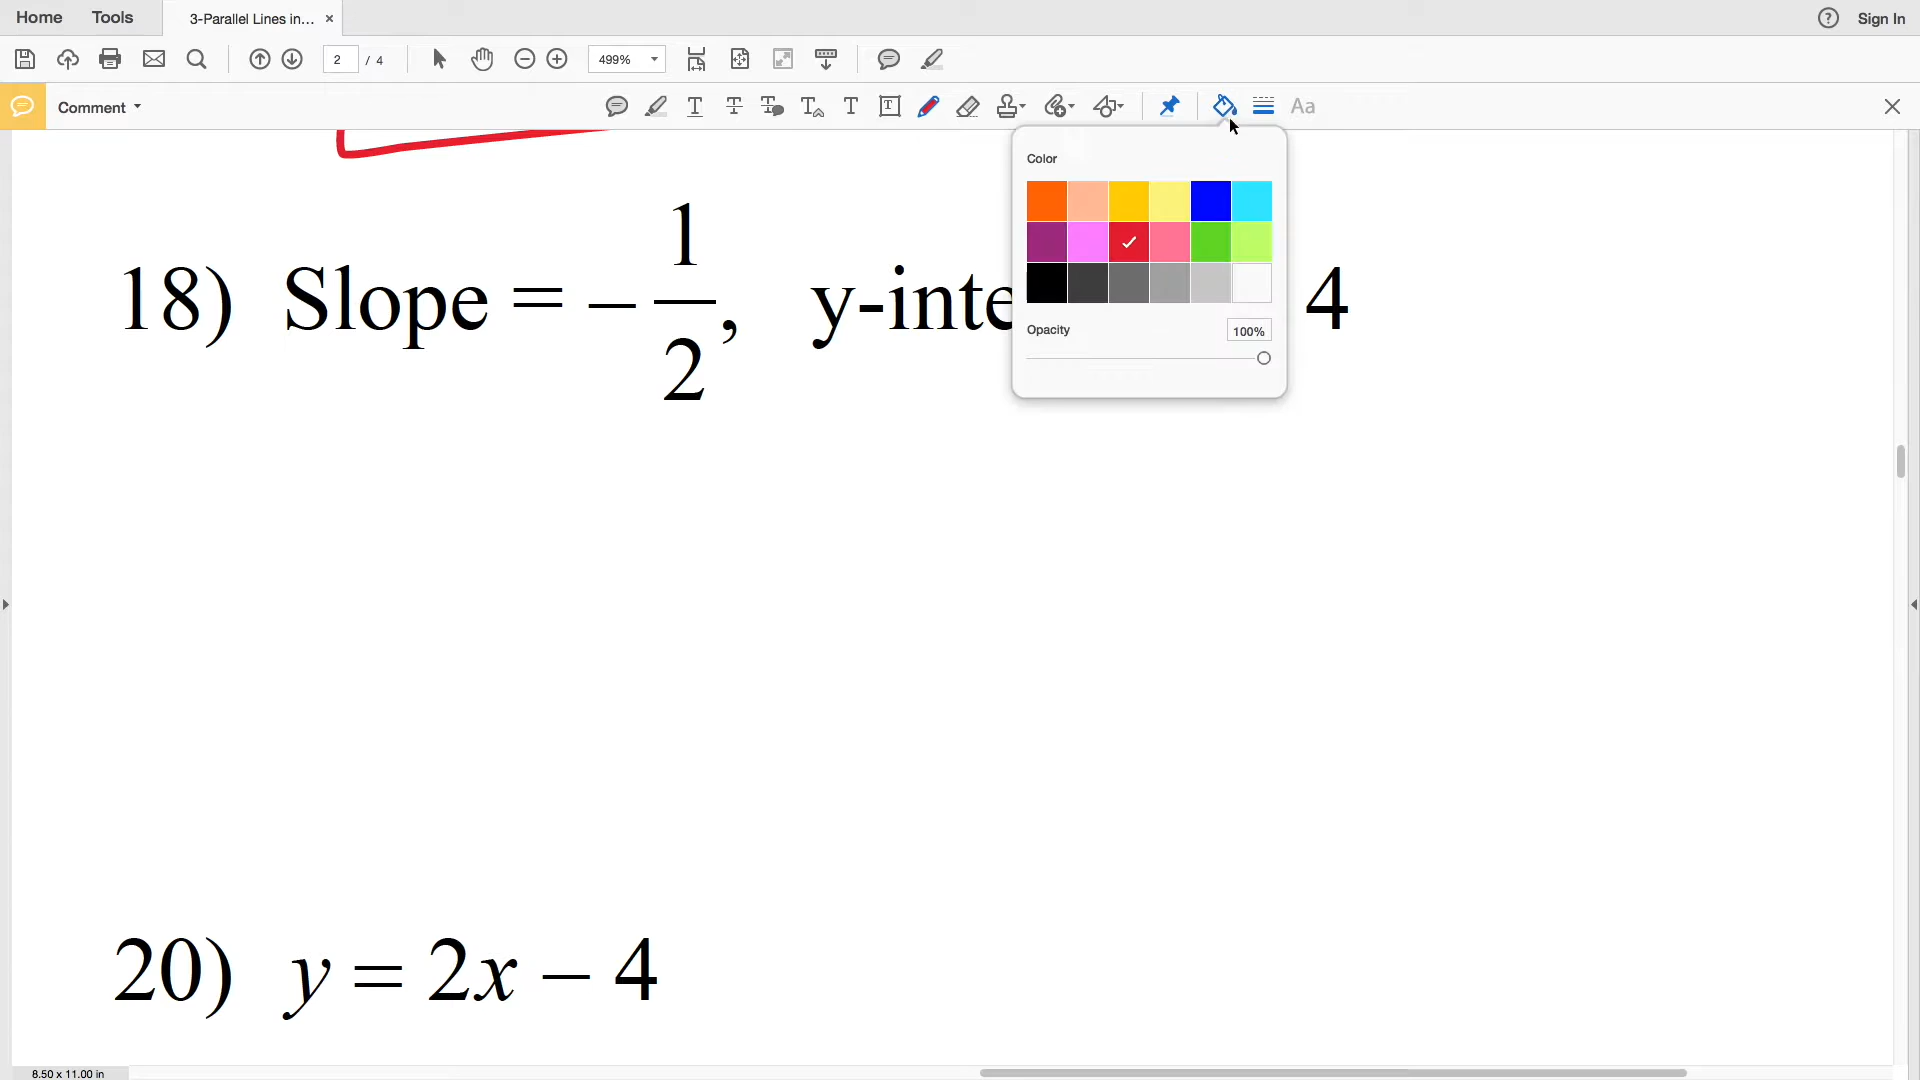 Home Tools 3-Parallel Lines in... × ? Sign In
2 / 4 499%
Comment T T T T T T Aa
Color
Opacity 100%
18) Slope = – 1/2, y-inte 4
20) y = 2x – 4
8.50 x 11.00 in